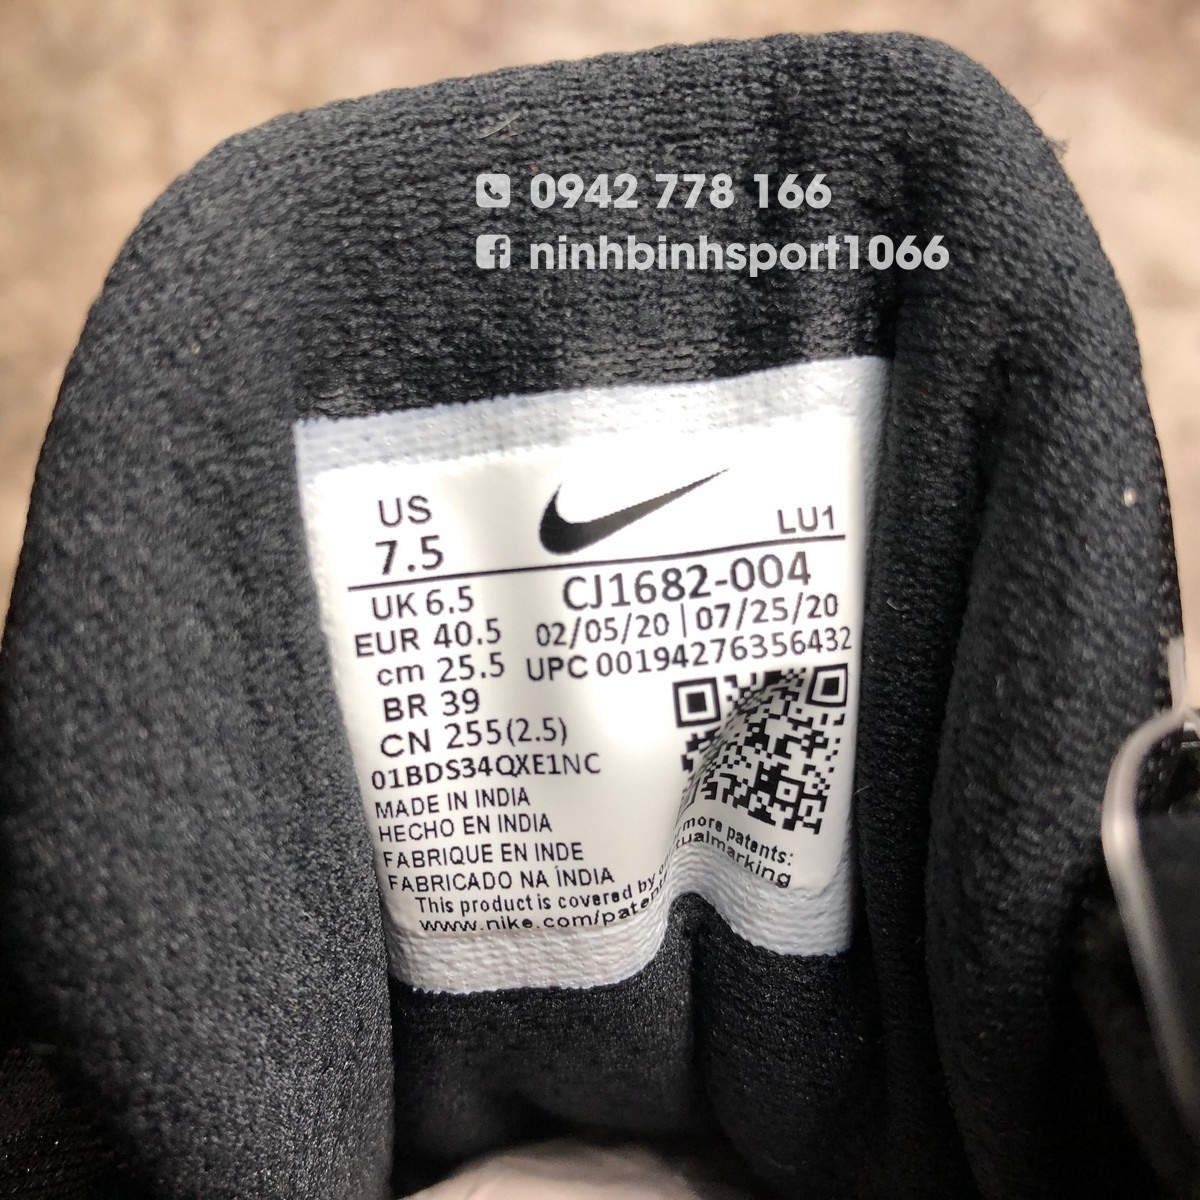 0942 778 166
ninhbinhsport1066
US
7.5
LU1
UK 6.5
CJ1682-004
EUR 40.5
02/05/20 | 07/25/20
cm 25.5
UPC 00194276356432
BR 39
CN 255(2.5)
01BDS34QXE1NC
MADE IN INDIA
HECHO EN INDIA
FABRIQUE EN INDE
FABRICADO NA ÍNDIA
This product is covered by
more patents:
www.nike.com/paten
tualmarking